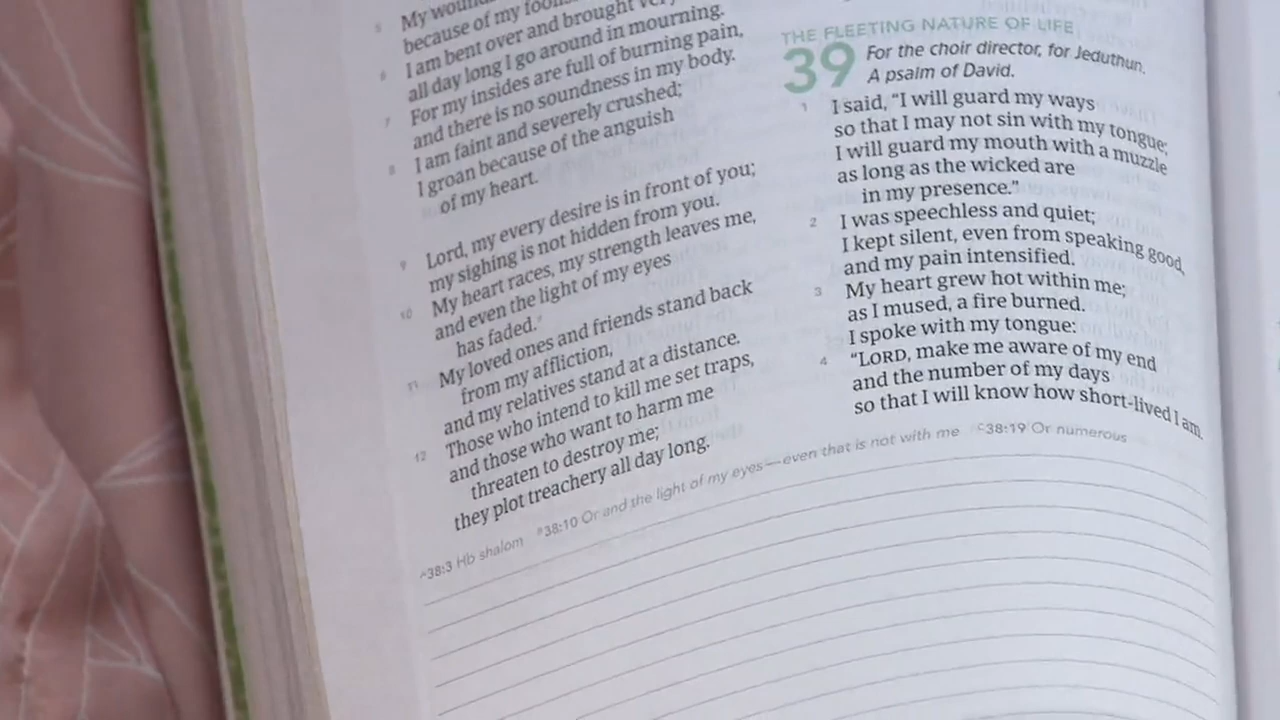 5 My
because of my
6 I am bent over and brought
all day long I go around in mourning.
7 For my insides are full of burning pain,
and there is no soundness in my body.
8 I am faint and severely crushed;
I groan because of the anguish
of my heart.
9 Lord, my every desire is in front of you;
my sighing is not hidden from you.
10 My heart races, my strength leaves me,
and even the light of my eyes
has faded.
11 My loved ones and friends stand back
from my affliction,
and my relatives stand at a distance.
12 Those who intend to kill me set traps,
and those who want to harm me
threaten to destroy me;
they plot treachery all day long.
THE FLEETING NATURE OF LIFE
39 For the choir director, for Jeduthun.
A psalm of David.
1 I said, “I will guard my ways
so that I may not sin with my tongue;
I will guard my mouth with a muzzle
as long as the wicked are
in my presence.”
2 I was speechless and quiet;
I kept silent, even from speaking good,
and my pain intensified.
3 My heart grew hot within me;
as I mused, a fire burned.
I spoke with my tongue:
4 “LORD, make me aware of my end
and the number of my days
so that I will know how short-lived I am.
A38:3 Hb shalom B38:10 Or and the light of my eyes—even that is not with me C38:19 Or numerous